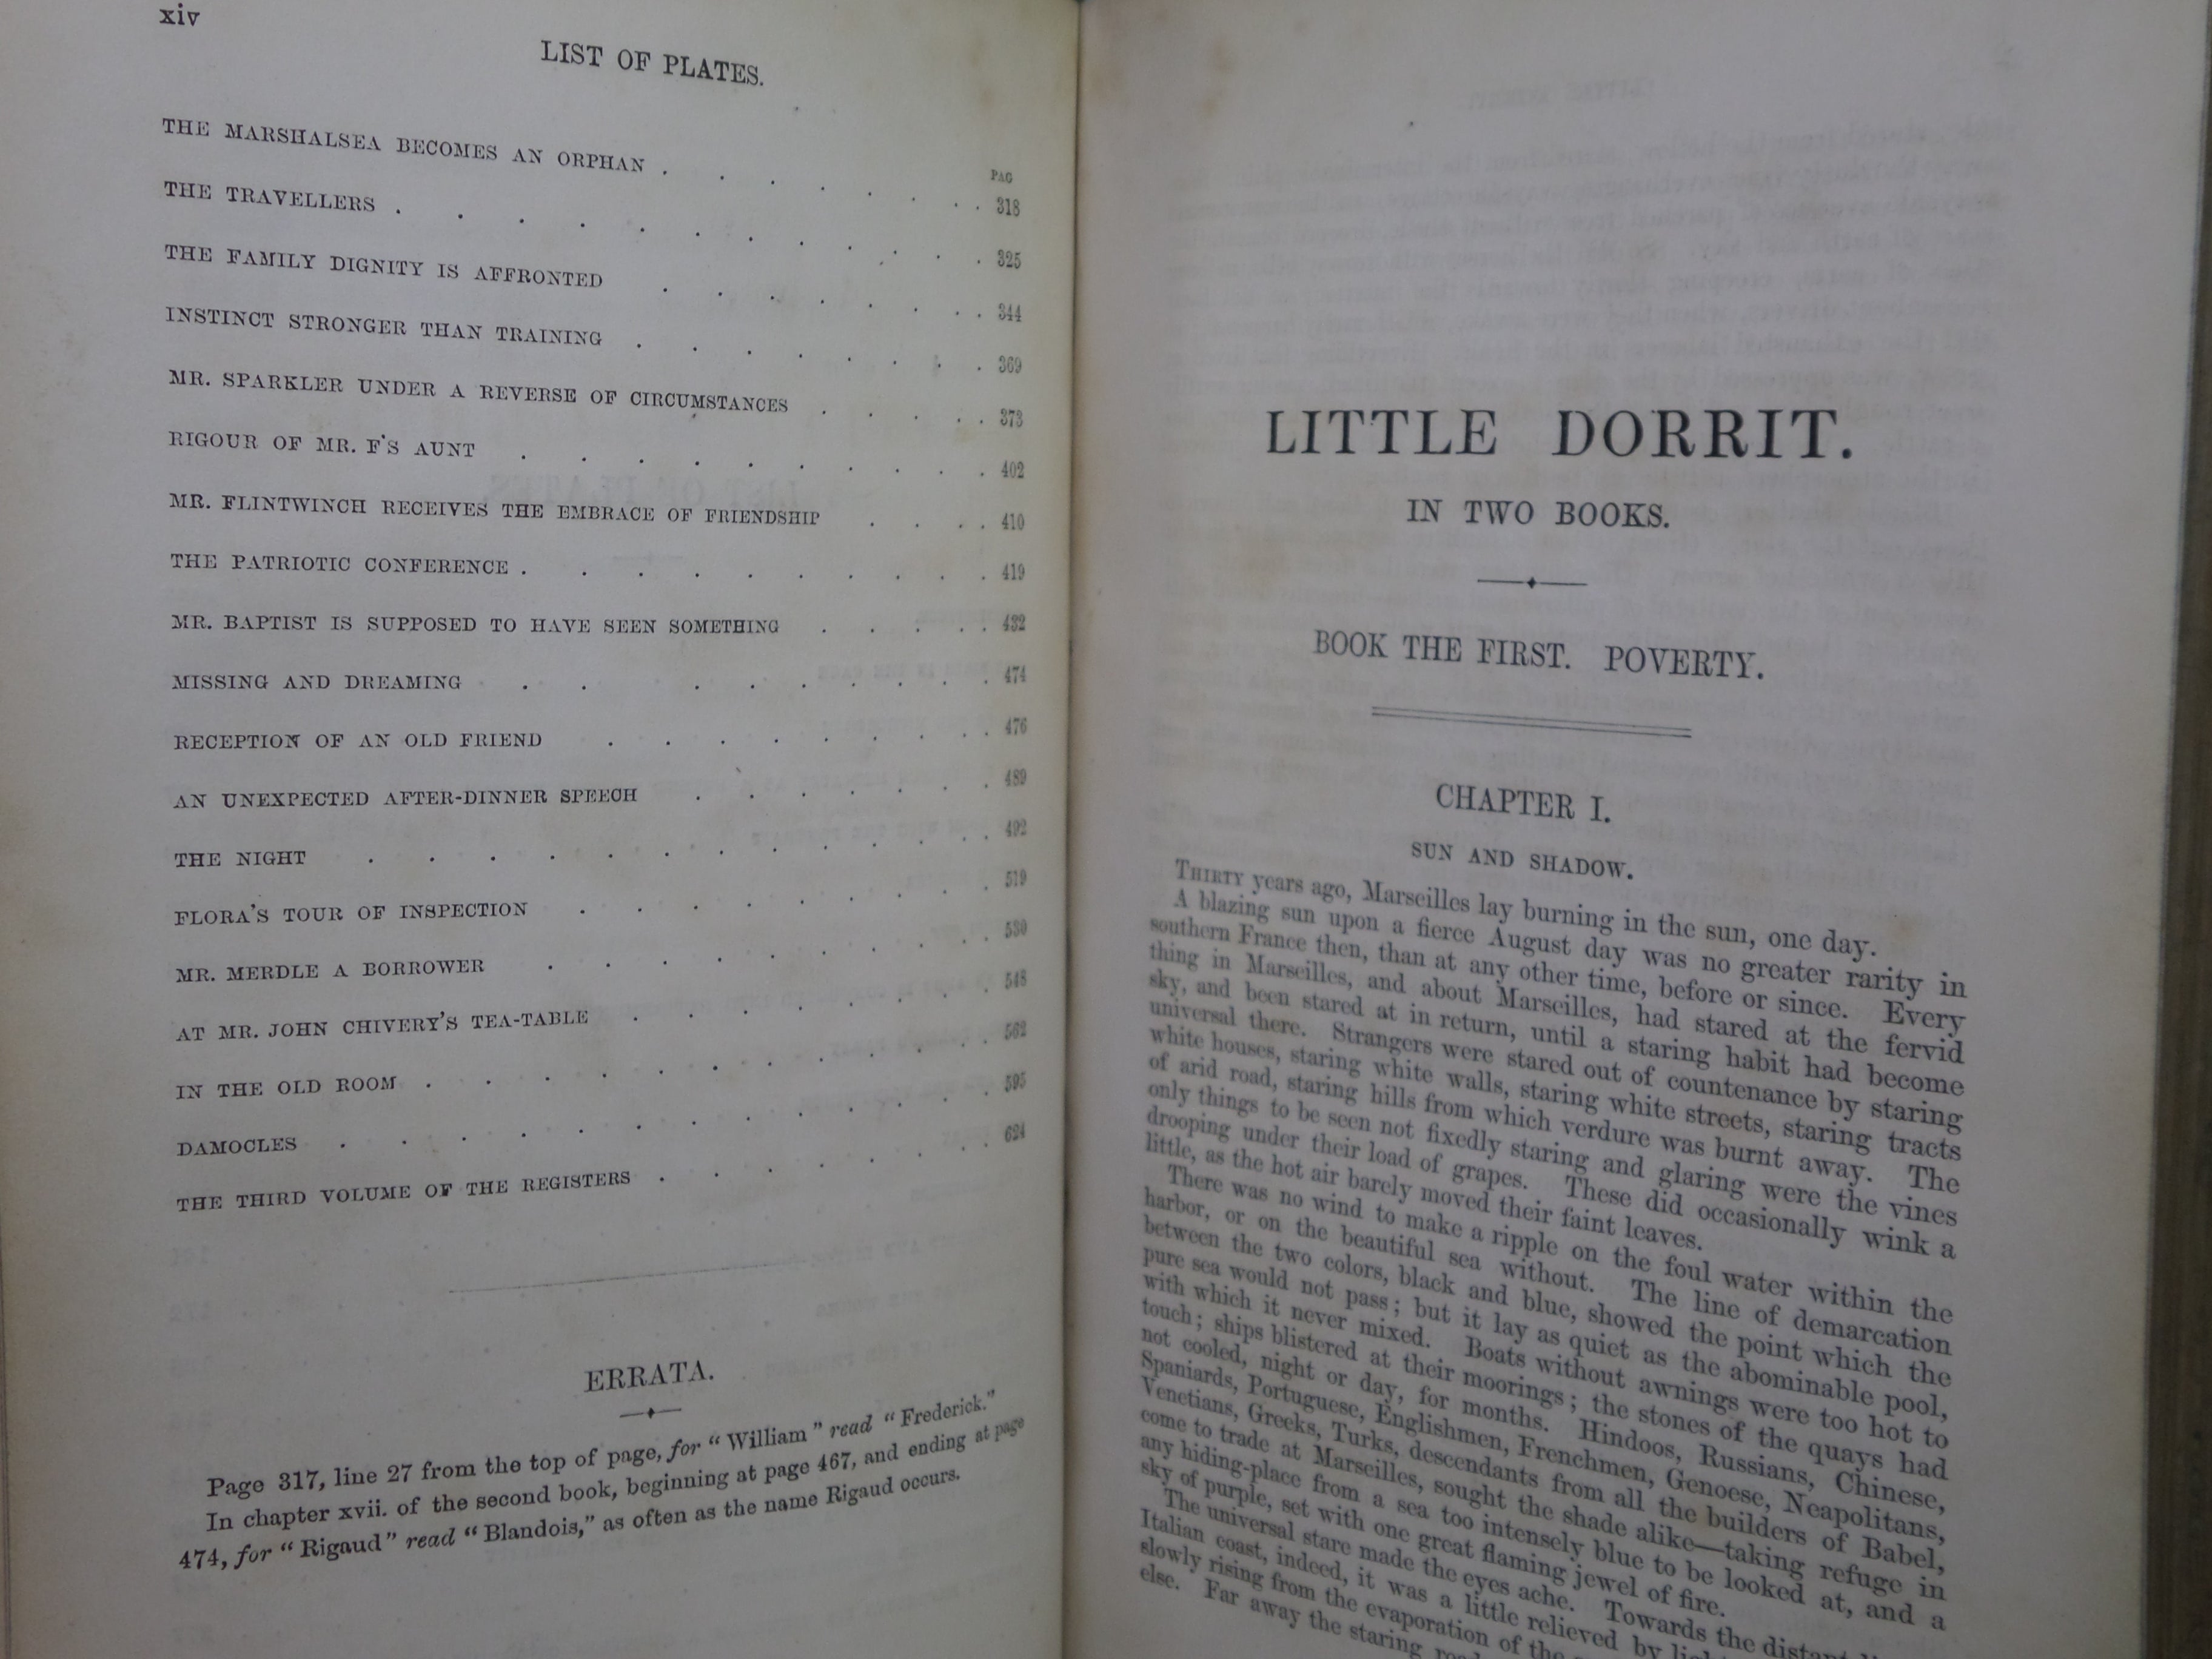 xiv
LIST OF PLATES.
PAG
THE MARSHALSEA BECOMES AN ORPHAN . . . . . . . 318
THE TRAVELLERS . . . . . . . . . . 325
THE FAMILY DIGNITY IS AFFRONTED . . . . . . . 344
INSTINCT STRONGER THAN TRAINING . . . . . . . 369
MR. SPARKLER UNDER A REVERSE OF CIRCUMSTANCES . . . . . 373
RIGOUR OF MR. F'S AUNT . . . . . . . . . 402
MR. FLINTWINCH RECEIVES THE EMBRACE OF FRIENDSHIP . . . . 410
THE PATRIOTIC CONFERENCE . . . . . . . . . 419
MR. BAPTIST IS SUPPOSED TO HAVE SEEN SOMETHING . . . . . 432
MISSING AND DREAMING . . . . . . . . . 474
RECEPTION OF AN OLD FRIEND . . . . . . . . 476
AN UNEXPECTED AFTER-DINNER SPEECH . . . . . . 489
THE NIGHT . . . . . . . . . . . 492
FLORA'S TOUR OF INSPECTION . . . . . . . . 519
MR. MERDLE A BORROWER . . . . . . . . 530
AT MR. JOHN CHIVERY'S TEA-TABLE . . . . . . . 548
IN THE OLD ROOM . . . . . . . . . . 562
DAMOCLES . . . . . . . . . . . 595
THE THIRD VOLUME OF THE REGISTERS . . . . . . 624
ERRATA.
Page 317, line 27 from the top of page, for "William" read "Frederick."
In chapter xvii. of the second book, beginning at page 467, and ending at page
474, for "Rigaud" read "Blandois," as often as the name Rigaud occurs.
LITTLE DORRIT.
IN TWO BOOKS.
BOOK THE FIRST. POVERTY.
CHAPTER I.
SUN AND SHADOW.
THIRTY years ago, Marseilles lay burning in the sun, one day.
A blazing sun upon a fierce August day was no greater rarity in
southern France then, than at any other time, before or since. Every
thing in Marseilles, and about Marseilles, had stared at the fervid
sky, and been stared at in return, until a staring habit had become
universal there. Strangers were stared out of countenance by staring
white houses, staring white walls, staring white streets, staring tracts
of arid road, staring hills from which verdure was burnt away. The
only things to be seen not fixedly staring and glaring were the vines
drooping under their load of grapes. These did occasionally wink a
little, as the hot air barely moved their faint leaves.
There was no wind to make a ripple on the foul water within the
harbor, or on the beautiful sea without. The line of demarcation
between the two colors, black and blue, showed the point which the
pure sea would not pass; but it lay as quiet as the abominable pool,
with which it never mixed. Boats without awnings were too hot to
touch; ships blistered at their moorings; the stones of the quays had
not cooled, night or day, for months. Hindoos, Russians, Chinese,
Spaniards, Portuguese, Englishmen, Frenchmen, Genoese, Neapolitans,
Venetians, Greeks, Turks, descendants from all the builders of Babel,
come to trade at Marseilles, sought the shade alike—taking refuge in
any hiding-place from a sea too intensely blue to be looked at, and a
sky of purple, set with one great flaming jewel of fire.
The universal stare made the eyes ache. Towards the distant
Italian coast, indeed, it was a little relieved by
slowly rising from the evaporation of the
else. Far away the staring